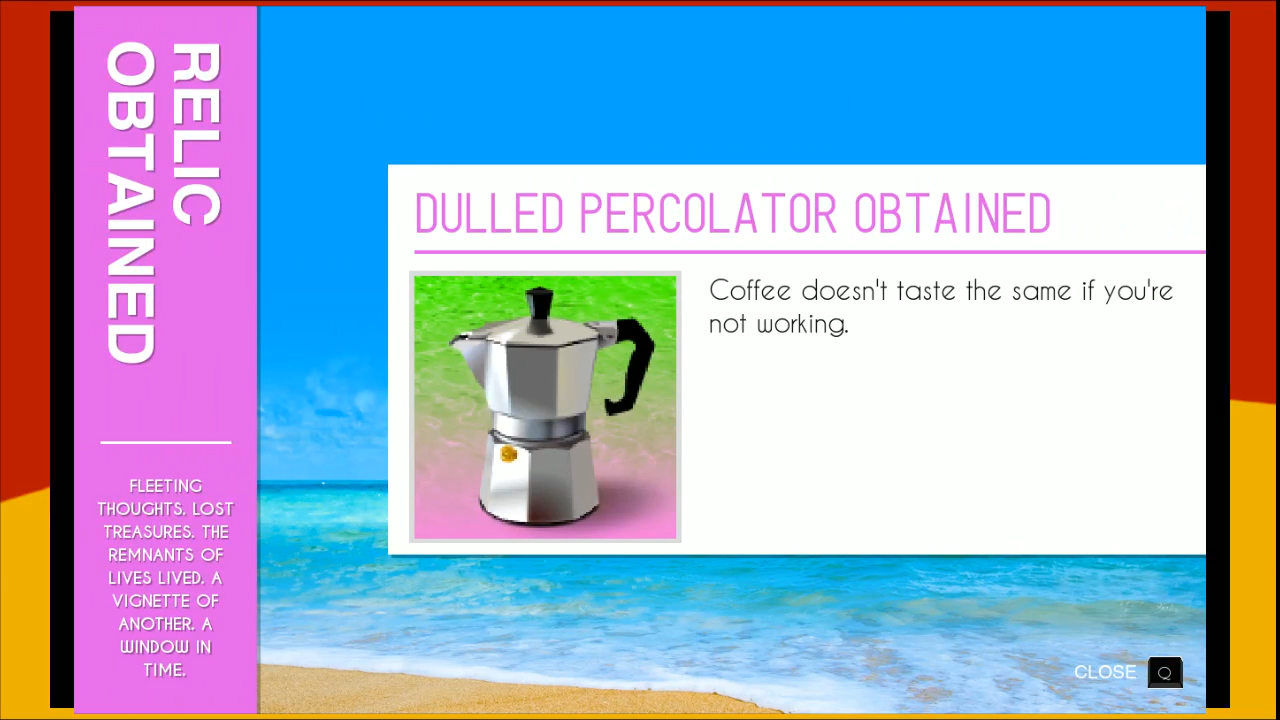 RELIC
OBTAINED
FLEETING
THOUGHTS. LOST
TREASURES. THE
REMNANTS OF
LIVES LIVED. A
VIGNETTE OF
ANOTHER. A
WINDOW IN
TIME.
DULLED PERCOLATOR OBTAINED
Coffee doesn't taste the same if you're
not working.
CLOSE Q